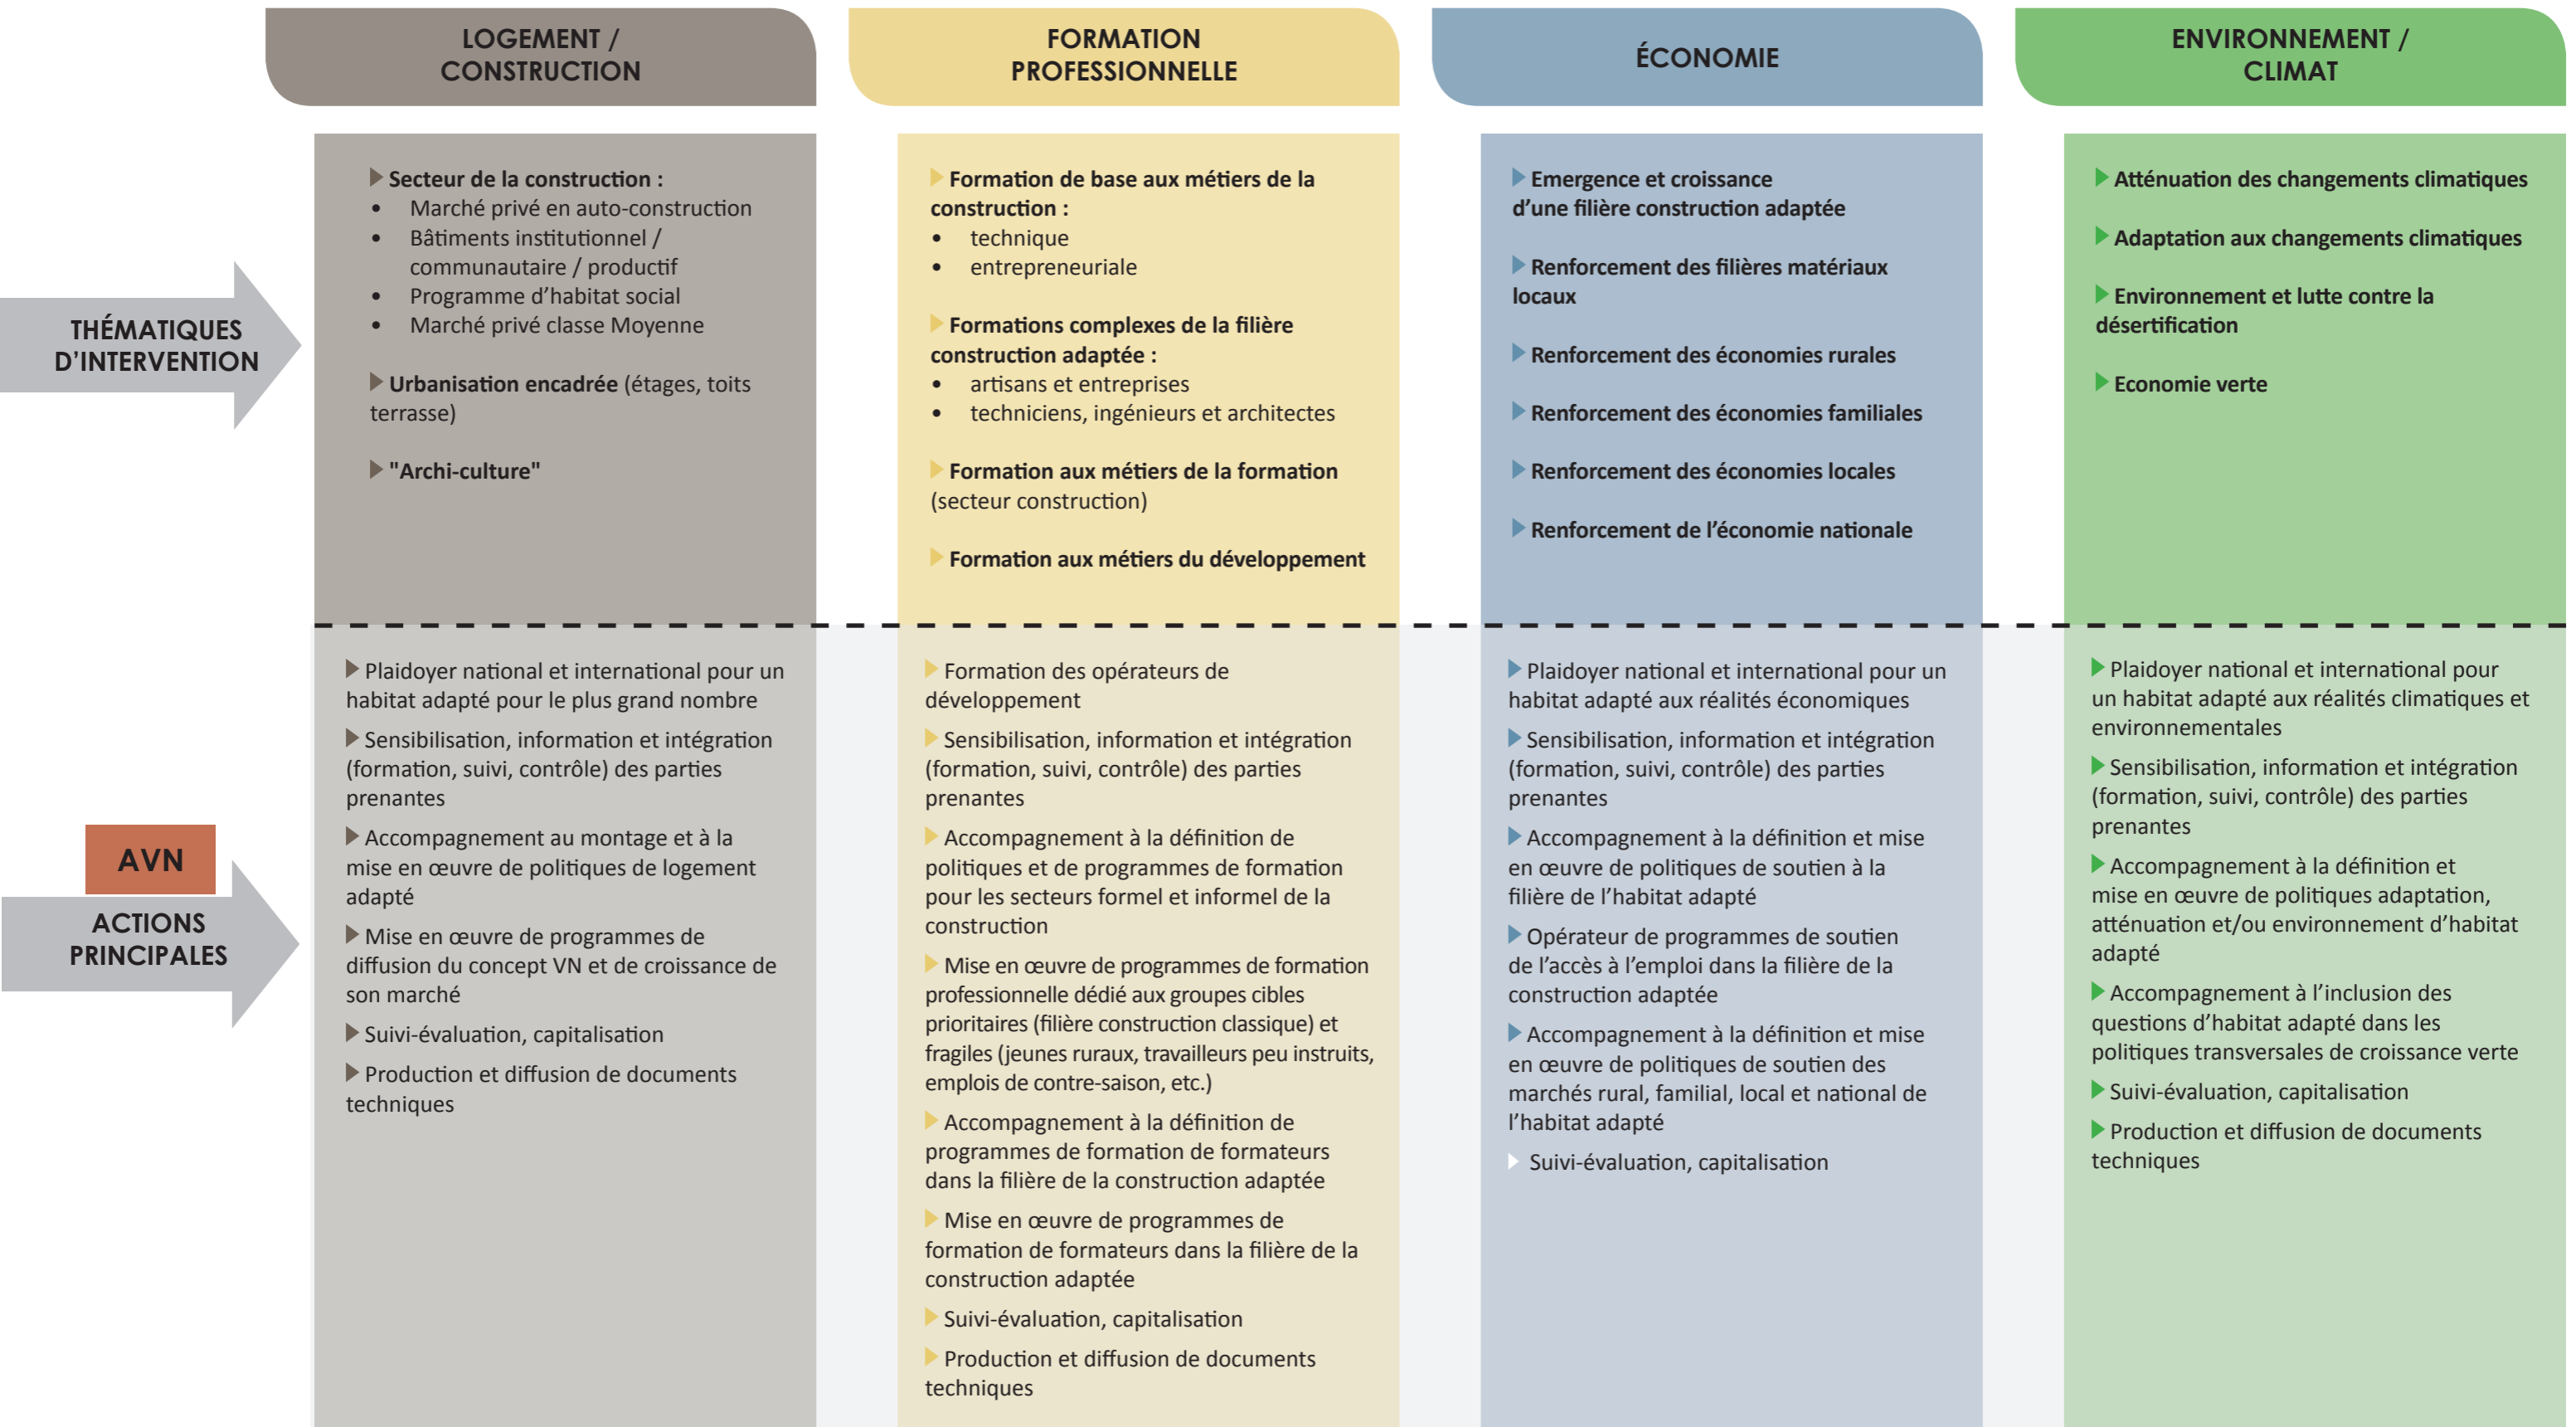 LOGEMENT /
CONSTRUCTION
FORMATION
PROFESSIONNELLE
ÉCONOMIE
ENVIRONNEMENT /
CLIMAT
THÉMATIQUES
D’INTERVENTION
Secteur de la construction :
• Marché privé en auto-construction
• Bâtiments institutionnel /
communautaire / productif
• Programme d’habitat social
• Marché privé classe Moyenne
Urbanisation encadrée (étages, toits
terrasse)
"Archi-culture"
Formation de base aux métiers de la
construction :
• technique
• entrepreneuriale
Formations complexes de la filière
construction adaptée :
• artisans et entreprises
• techniciens, ingénieurs et architectes
Formation aux métiers de la formation
(secteur construction)
Formation aux métiers du développement
Emergence et croissance
d’une filière construction adaptée
Renforcement des filières matériaux
locaux
Renforcement des économies rurales
Renforcement des économies familiales
Renforcement des économies locales
Renforcement de l’économie nationale
Atténuation des changements climatiques
Adaptation aux changements climatiques
Environnement et lutte contre la
désertification
Economie verte
AVN
ACTIONS
PRINCIPALES
Plaidoyer national et international pour un
habitat adapté pour le plus grand nombre
Sensibilisation, information et intégration
(formation, suivi, contrôle) des parties
prenantes
Accompagnement au montage et à la
mise en œuvre de politiques de logement
adapté
Mise en œuvre de programmes de
diffusion du concept VN et de croissance de
son marché
Suivi-évaluation, capitalisation
Production et diffusion de documents
techniques
Formation des opérateurs de
développement
Sensibilisation, information et intégration
(formation, suivi, contrôle) des parties
prenantes
Accompagnement à la définition de
politiques et de programmes de formation
pour les secteurs formel et informel de la
construction
Mise en œuvre de programmes de formation
professionnelle dédié aux groupes cibles
prioritaires (filière construction classique) et
fragiles (jeunes ruraux, travailleurs peu instruits,
emplois de contre-saison, etc.)
Accompagnement à la définition de
programmes de formation de formateurs
dans la filière de la construction adaptée
Mise en œuvre de programmes de
formation de formateurs dans la filière de la
construction adaptée
Suivi-évaluation, capitalisation
Production et diffusion de documents
techniques
Plaidoyer national et international pour un
habitat adapté aux réalités économiques
Sensibilisation, information et intégration
(formation, suivi, contrôle) des parties
prenantes
Accompagnement à la définition et mise
en œuvre de politiques de soutien à la
filière de l’habitat adapté
Opérateur de programmes de soutien
de l’accès à l’emploi dans la filière de la
construction adaptée
Accompagnement à la définition et mise
en œuvre de politiques de soutien des
marchés rural, familial, local et national de
l’habitat adapté
Suivi-évaluation, capitalisation
Plaidoyer national et international pour
un habitat adapté aux réalités climatiques et
environnementales
Sensibilisation, information et intégration
(formation, suivi, contrôle) des parties
prenantes
Accompagnement à la définition et
mise en œuvre de politiques adaptation,
atténuation et/ou environnement d’habitat
adapté
Accompagnement à l’inclusion des
questions d’habitat adapté dans les
politiques transversales de croissance verte
Suivi-évaluation, capitalisation
Production et diffusion de documents
techniques